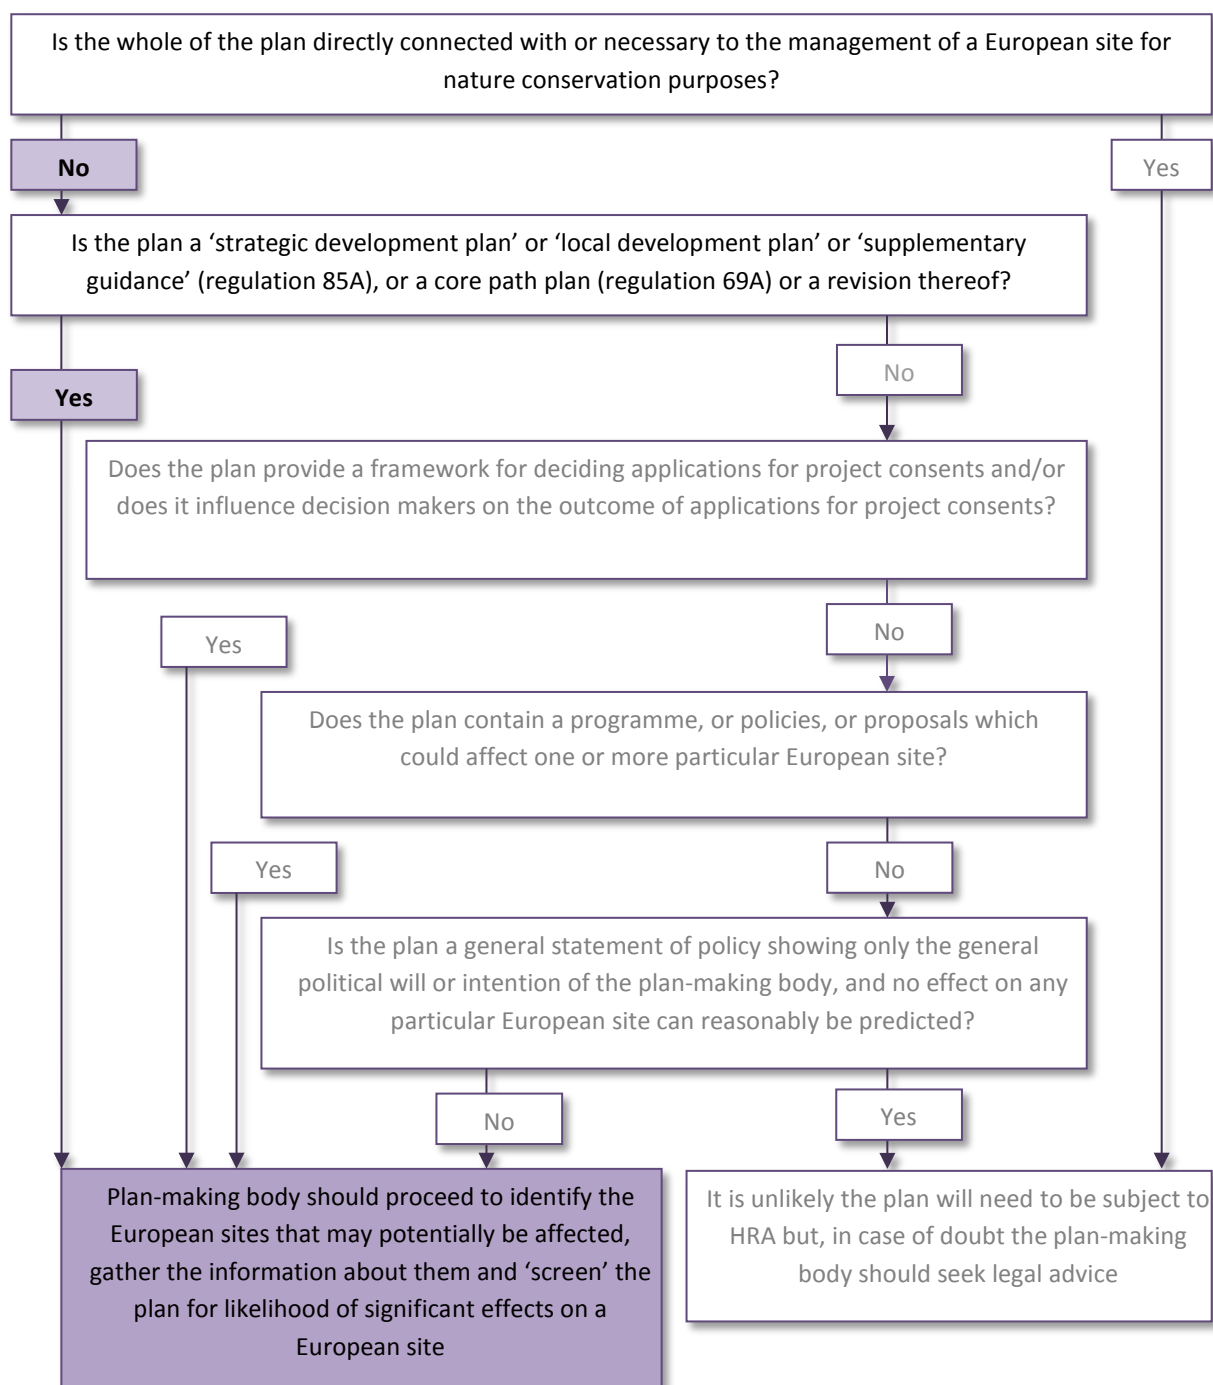 Is the whole of the plan directly connected with or necessary to the management of a European site for
nature conservation purposes?
No
Yes
Is the plan a ‘strategic development plan’ or ‘local development plan’ or ‘supplementary
guidance’ (regulation 85A), or a core path plan (regulation 69A) or a revision thereof?
No
Yes
Does the plan provide a framework for deciding applications for project consents and/or
does it influence decision makers on the outcome of applications for project consents?
No
Yes
Does the plan contain a programme, or policies, or proposals which
could affect one or more particular European site?
Yes
No
Is the plan a general statement of policy showing only the general
political will or intention of the plan-making body, and no effect on any
particular European site can reasonably be predicted?
No
Yes
Plan-making body should proceed to identify the
European sites that may potentially be affected,
gather the information about them and ‘screen’ the
plan for likelihood of significant effects on a
European site
It is unlikely the plan will need to be subject to
HRA but, in case of doubt the plan-making
body should seek legal advice